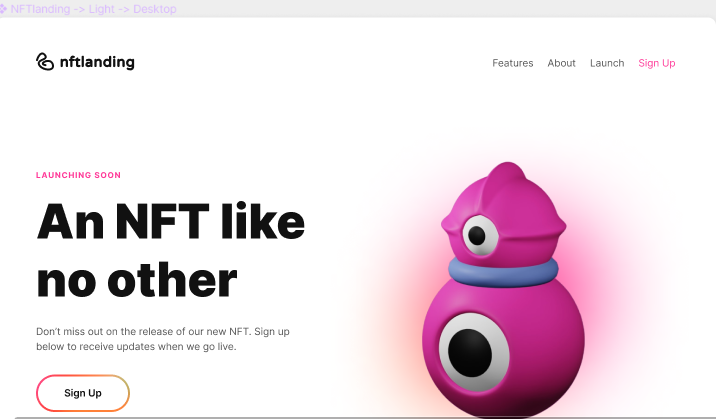 NFTlanding -> Light -> Desktop
nftlanding
Features About Launch Sign Up
LAUNCHING SOON
An NFT like
no other
Don't miss out on the release of our new NFT. Sign up
below to receive updates when we go live.
Sign Up